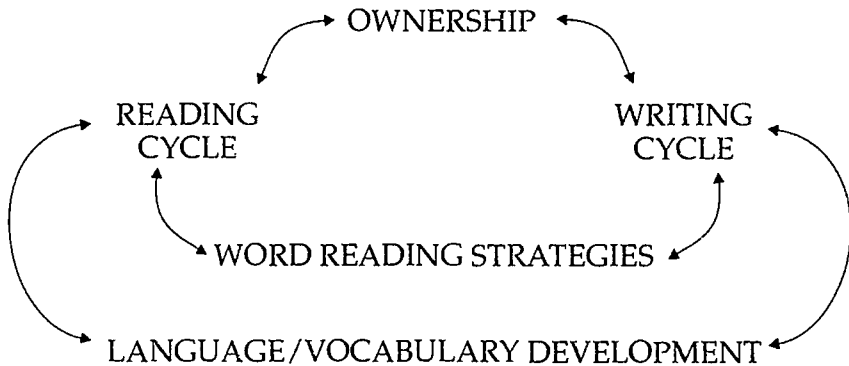 OWNERSHIP
READING
CYCLE
WRITING
CYCLE
WORD READING STRATEGIES
LANGUAGE/VOCABULARY DEVELOPMENT